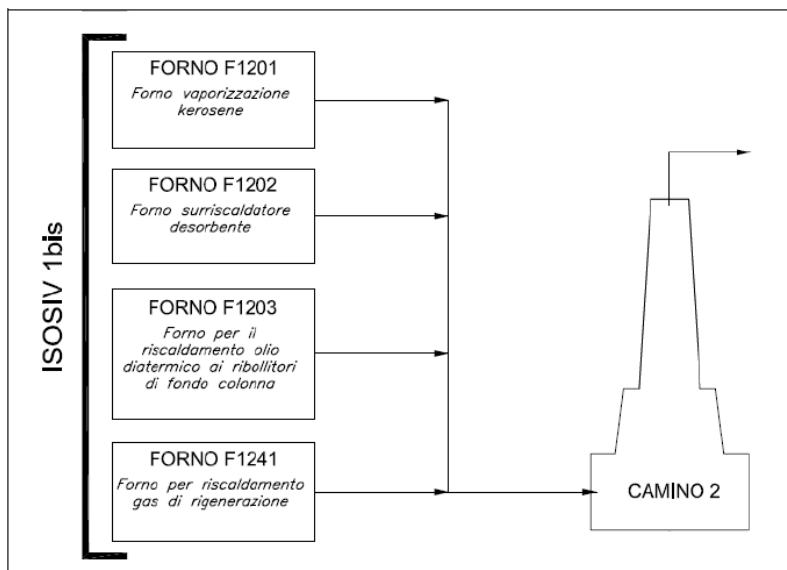 ISOSIV 1bis
FORNO F1201
Forno vaporizzazione
kerosene
FORNO F1202
Forno surriscaldatore
desorbente
FORNO F1203
Forno per il
riscaldamento olio
diatermico ai ribollitori
di fondo colonna
FORNO F1241
Forno per riscaldamento
gas di rigenerazione
CAMINO 2